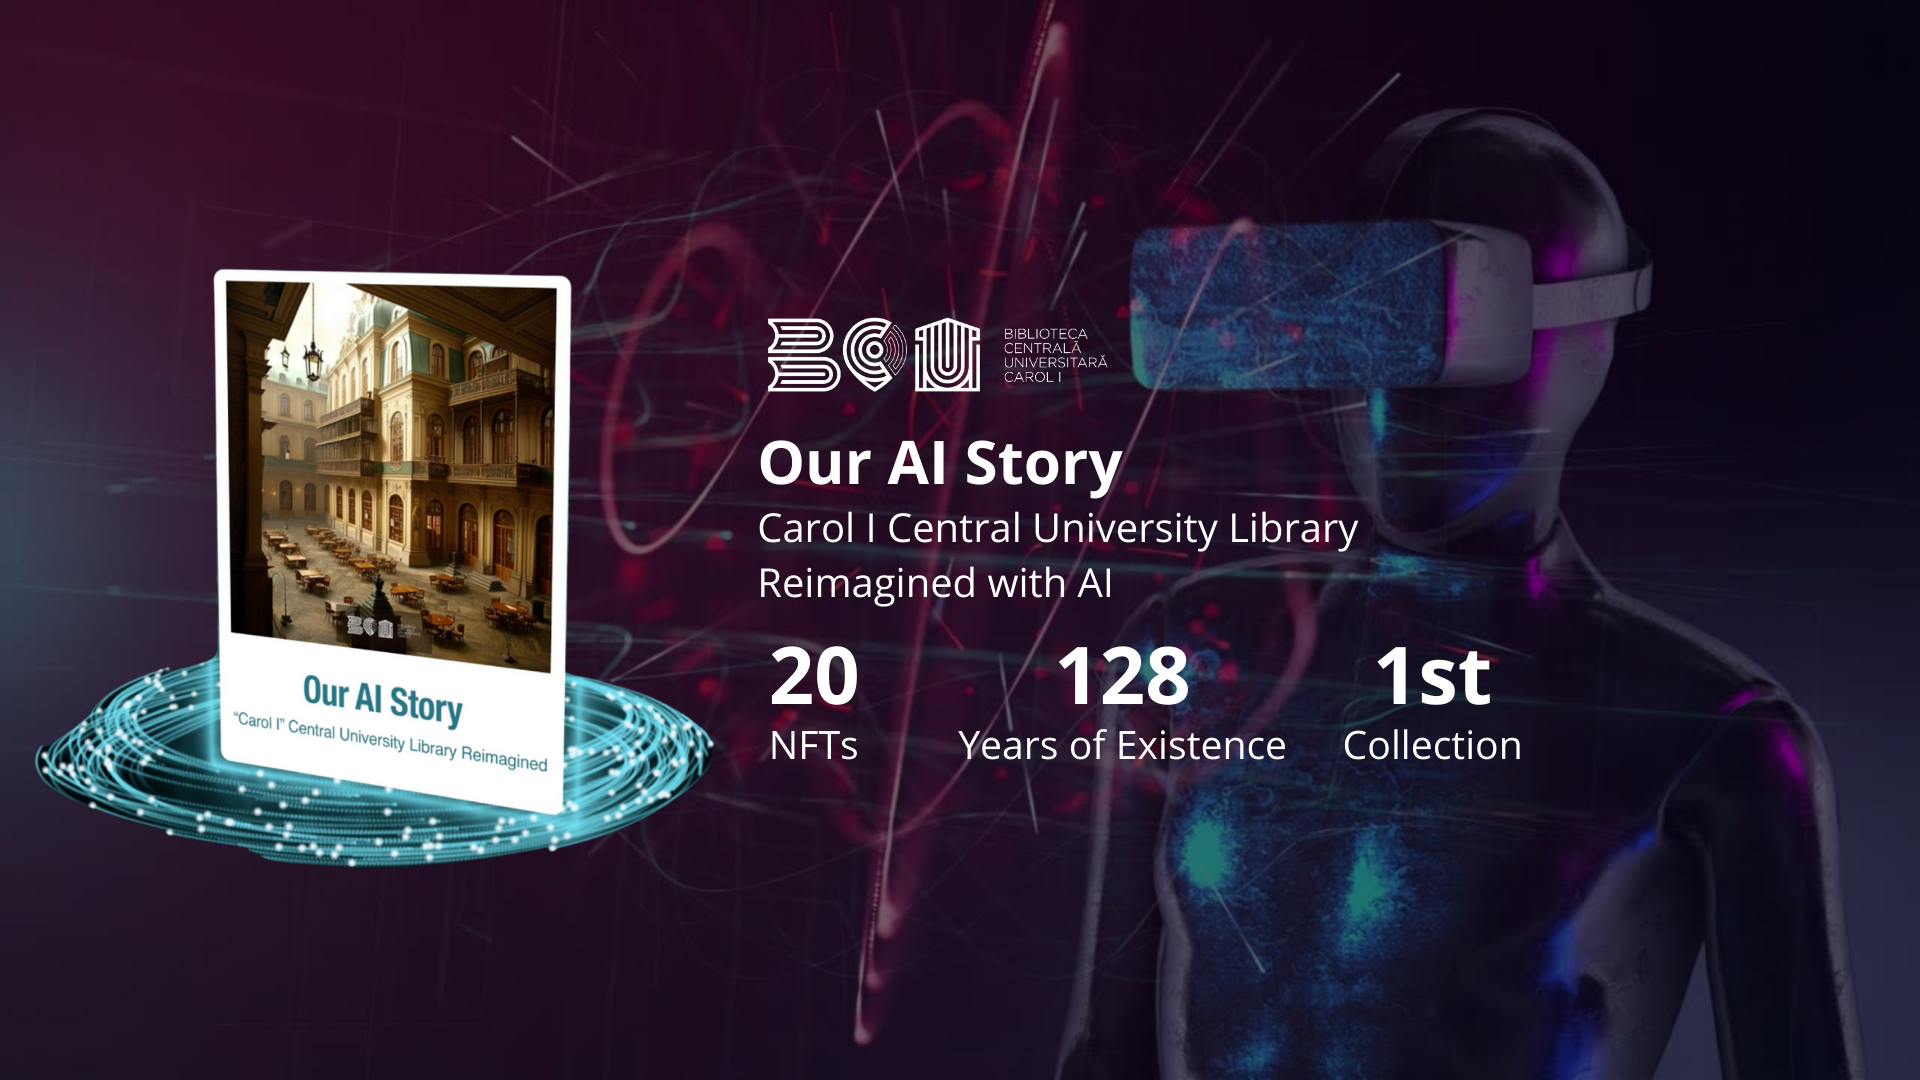 BCU
BIBLIOTECA
CENTRALĂ
UNIVERSITARĂ
CAROL I
Our AI Story
Carol I Central University Library
Reimagined with AI
20
NFTs
128
Years of Existence
1st
Collection
BCU
Our AI Story
“Carol I” Central University Library Reimagined